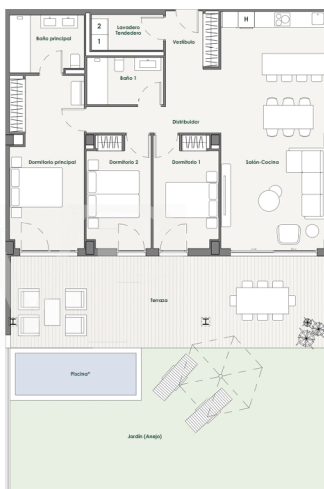 H
Lavadero
Tendedero
2
1
Baño principal
Vestíbulo
Baño 1
Distribuidor
Dormitorio principal
Dormitorio 2
Dormitorio 1
Salón-Cocina
Terraza
Piscina*
Jardín (Anejo)